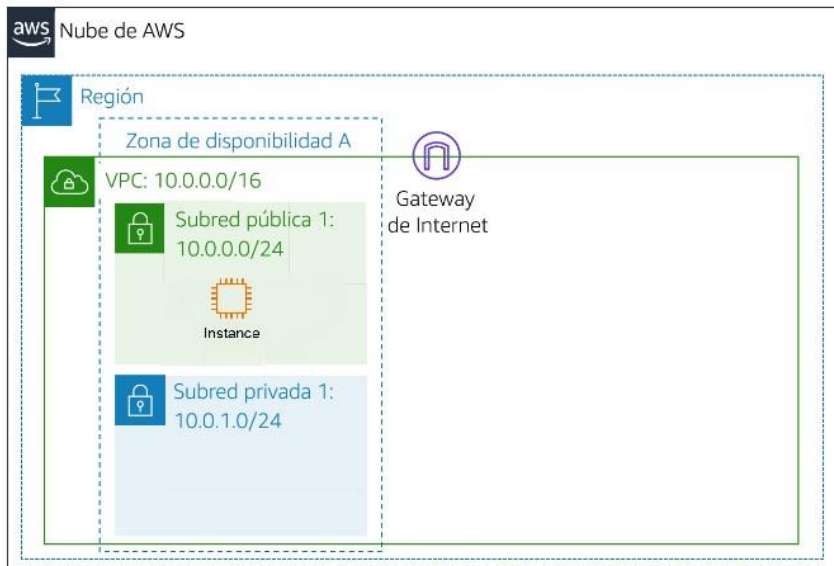 aws Nube de AWS
Región
Zona de disponibilidad A
VPC: 10.0.0.0/16
Gateway
de Internet
Subred pública 1:
10.0.0.0/24
Instance
Subred privada 1:
10.0.1.0/24